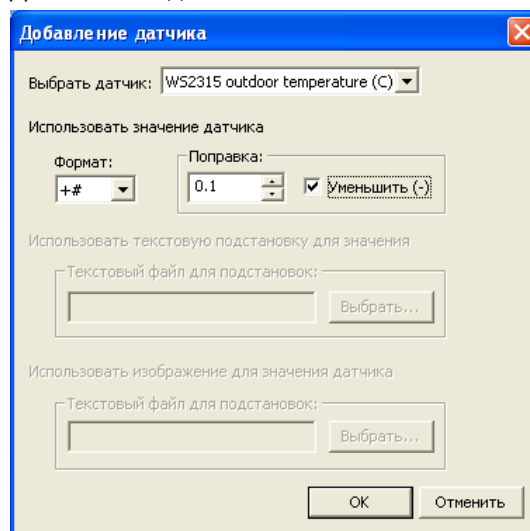 Добавление датчика
Выбрать датчик: WS2315 outdoor temperature (C)
Использовать значение датчика
Формат: Поправка:
+# 0.1 Уменьшить (-)
Использовать текстовую подстановку для значения
Текстовый файл для подстановок:
Выбрать...
Использовать изображение для значения датчика
Текстовый файл для подстановок:
Выбрать...
OK Отменить